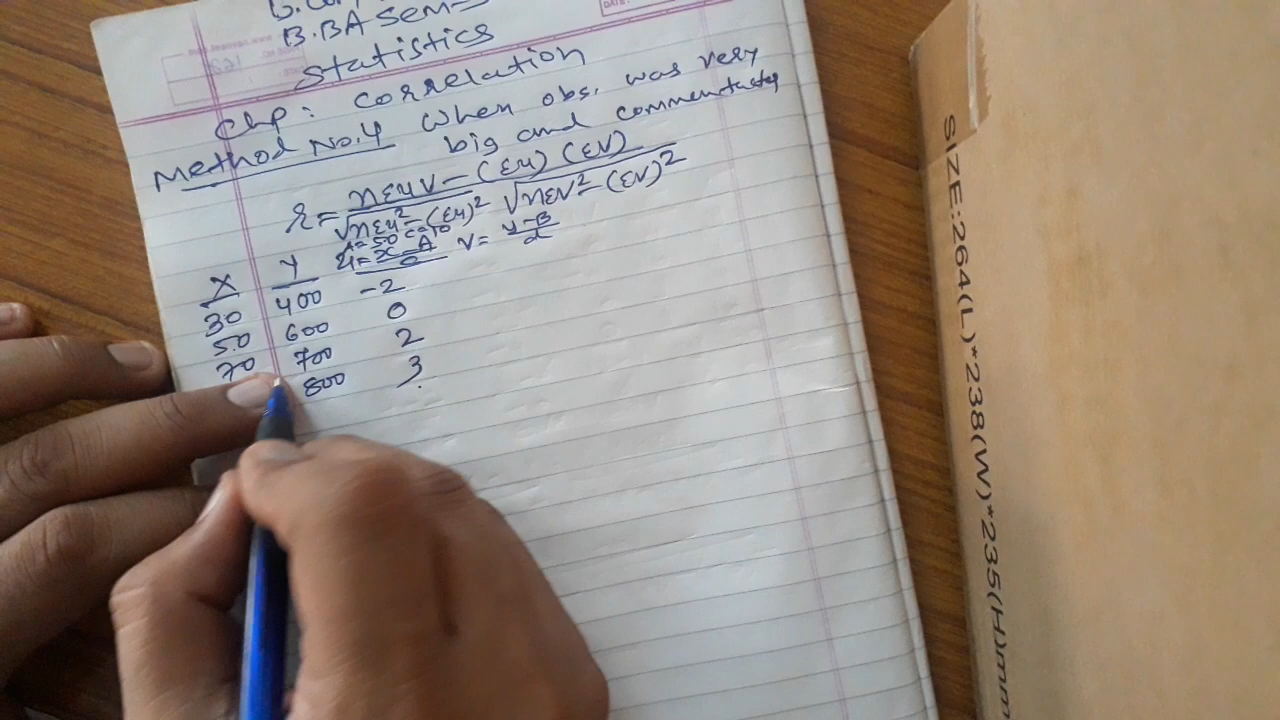 B.BA Sem-5
Statistics
Chp: Correlation
Method No.4 When obs. was very
big and commentatory
r = nΣuv - (Σu) (Σv)
√nΣu² - (Σu)² √nΣv² - (Σv)²
A=50 c=10
X Y u = x-A/c v = y-B/d
30 400 -2
50 600 0
70 700 2
800 3
SIZE:264(L)*238(W)*235(H)mm